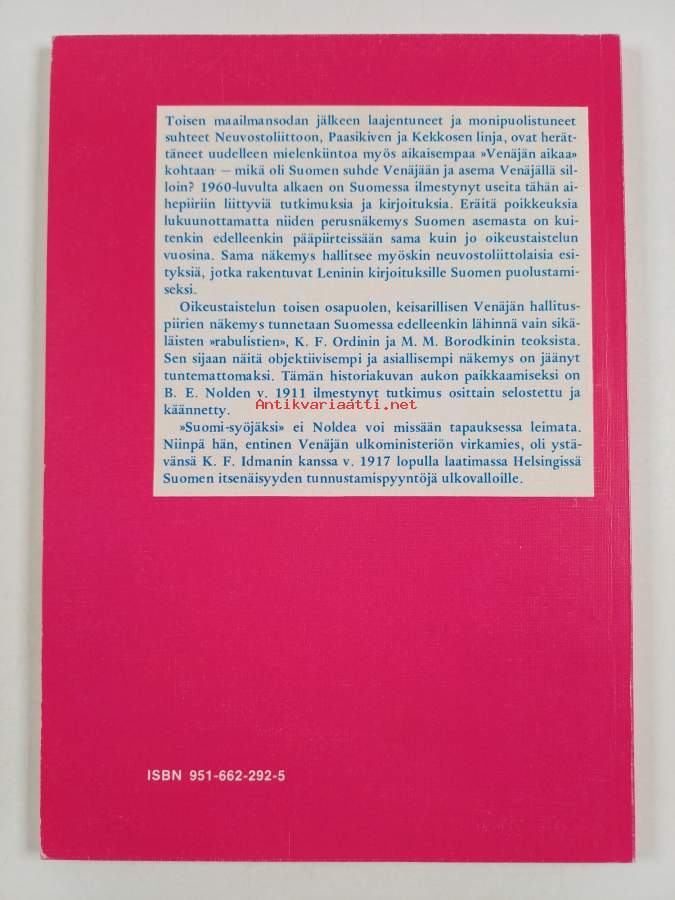 Toisen maailmansodan jälkeen laajentuneet ja monipuolistuneet
suhteet Neuvostoliittoon, Paasikiven ja Kekkosen linja, ovat herät-
täneet uudelleen mielenkiintoa myös aikaisempaa »Venäjän aikaa»
kohtaan — mikä oli Suomen suhde Venäjään ja asema Venäjällä sil-
loin? 1960-luvulta alkaen on Suomessa ilmestynyt useita tähän ai-
hepiiriin liittyviä tutkimuksia ja kirjoituksia. Eräitä poikkeuksia
lukuunottamatta niiden perusnäkemys Suomen asemasta on kui-
tenkin edelleenkin pääpiirteissään sama kuin jo oikeustaistelun
vuosina. Sama näkemys hallitsee myöskin neuvostoliittolaisia esi-
tyksiä, jotka rakentuvat Leninin kirjoituksille Suomen puolustami-
seksi.
Oikeustaistelun toisen osapuolen, keisarillisen Venäjän hallitus-
piirien näkemys tunnetaan Suomessa edelleenkin lähinnä vain sikä-
läisten »rabulistien», K. F. Ordinin ja M. M. Borodkinin teoksista.
Sen sijaan näitä objektiivisempi ja asiallisempi näkemys on jäänyt
tuntemattomaksi. Tämän historiakuvan aukon paikkaamiseksi on
B. E. Nolden v. 1911 ilmestynyt tutkimus osittain selostettu ja
käännetty.
Antikvariaatti.net
»Suomi-syöjäksi» ei Noldea voi missään tapauksessa leimata.
Niinpä hän, entinen Venäjän ulkoministeriön virkamies, oli ystä-
vänsä K. F. Idmanin kanssa v. 1917 lopulla laatimassa Helsingissä
Suomen itsenäisyyden tunnustamispyyntöjä ulkovalloille.
ISBN 951-662-292-5